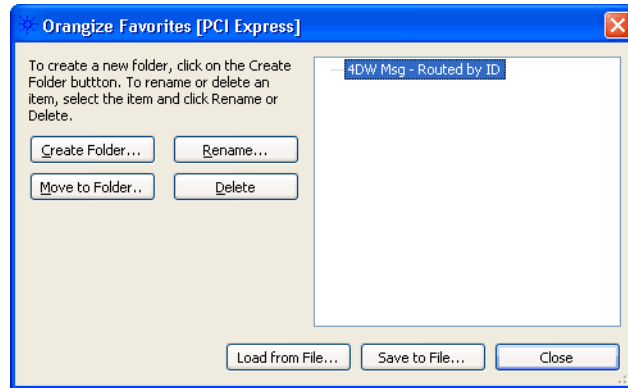 Orangize Favorites [PCI Express]
To create a new folder, click on the Create
Folder buttton. To rename or delete an
item, select the item and click Rename or
Delete.
4DW Msg - Routed by ID
Create Folder... Rename...
Move to Folder.. Delete
Load from File... Save to File... Close